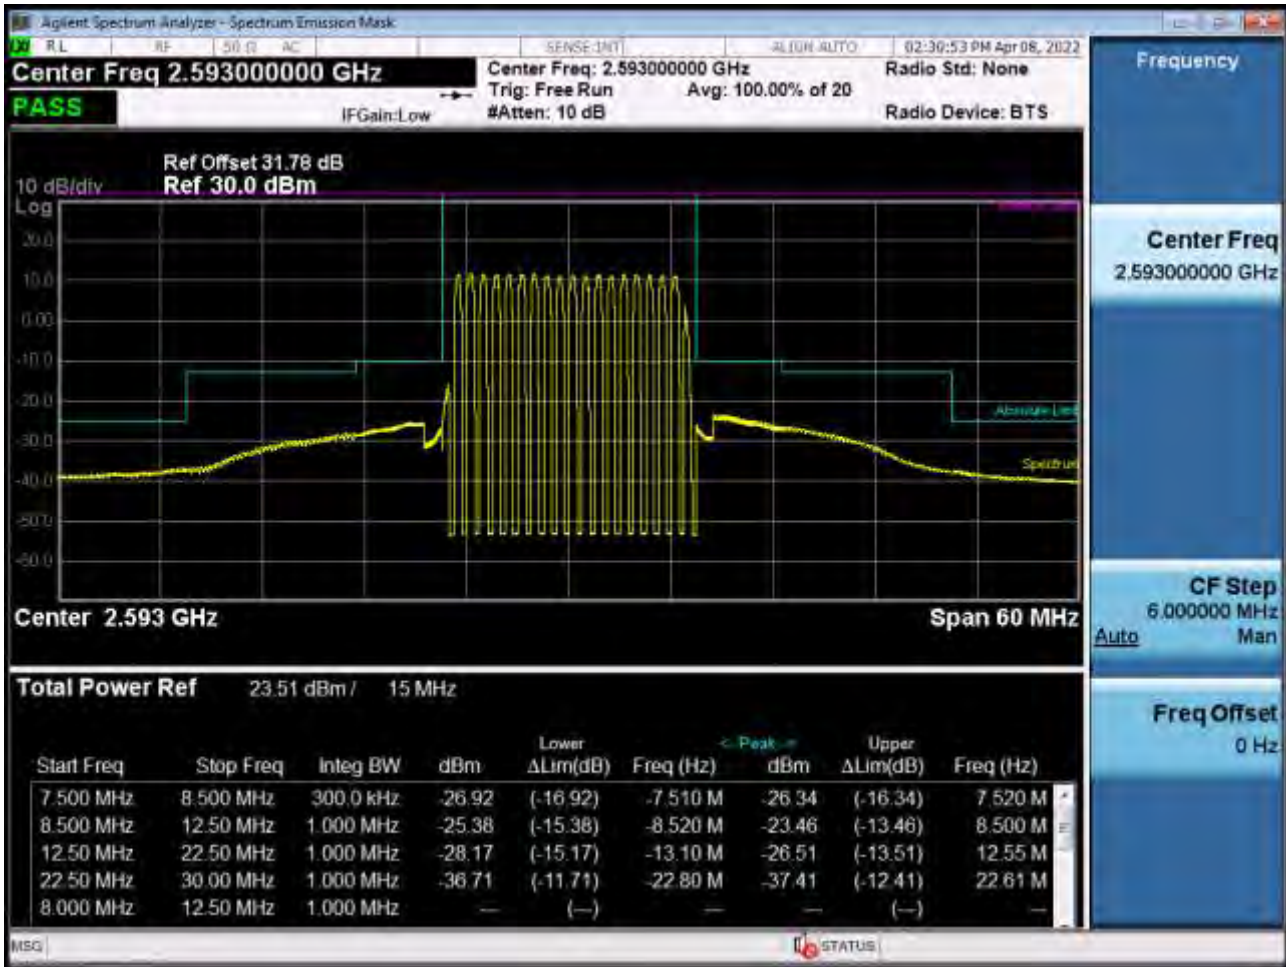 Agilent Spectrum Analyzer - Spectrum Emission Mask
LXI RL RF 50 Ω AC SENSE:INT ALIGN AUTO 02:30:53 PM Apr 08, 2022
Center Freq 2.593000000 GHz
Center Freq: 2.593000000 GHz Radio Std: None
Trig: Free Run Avg: 100.00% of 20
PASS IFGain:Low #Atten: 10 dB Radio Device: BTS
Ref Offset 31.78 dB
10 dB/div Ref 30.0 dBm
Log
20.0
10.0
0.00
-10.0
-20.0
Absolute Limit
-30.0
Spectrum
-40.0
-50.0
-60.0
Center 2.593 GHz Span 60 MHz
Total Power Ref 23.51 dBm / 15 MHz
Lower <- Peak -> Upper
Start Freq Stop Freq Integ BW dBm ΔLim(dB) Freq (Hz) dBm ΔLim(dB) Freq (Hz)
7.500 MHz 8.500 MHz 300.0 kHz -26.92 (-16.92) -7.510 M -26.34 (-16.34) 7.520 M
8.500 MHz 12.50 MHz 1.000 MHz -25.38 (-15.38) -8.520 M -23.46 (-13.46) 8.500 M
12.50 MHz 22.50 MHz 1.000 MHz -28.17 (-15.17) -13.10 M -26.51 (-13.51) 12.55 M
22.50 MHz 30.00 MHz 1.000 MHz -36.71 (-11.71) -22.80 M -37.41 (-12.41) 22.61 M
8.000 MHz 12.50 MHz 1.000 MHz --- (---) --- --- (---) ---
MSG STATUS
Frequency
Center Freq
2.593000000 GHz
CF Step
6.000000 MHz
Auto Man
Freq Offset
0 Hz